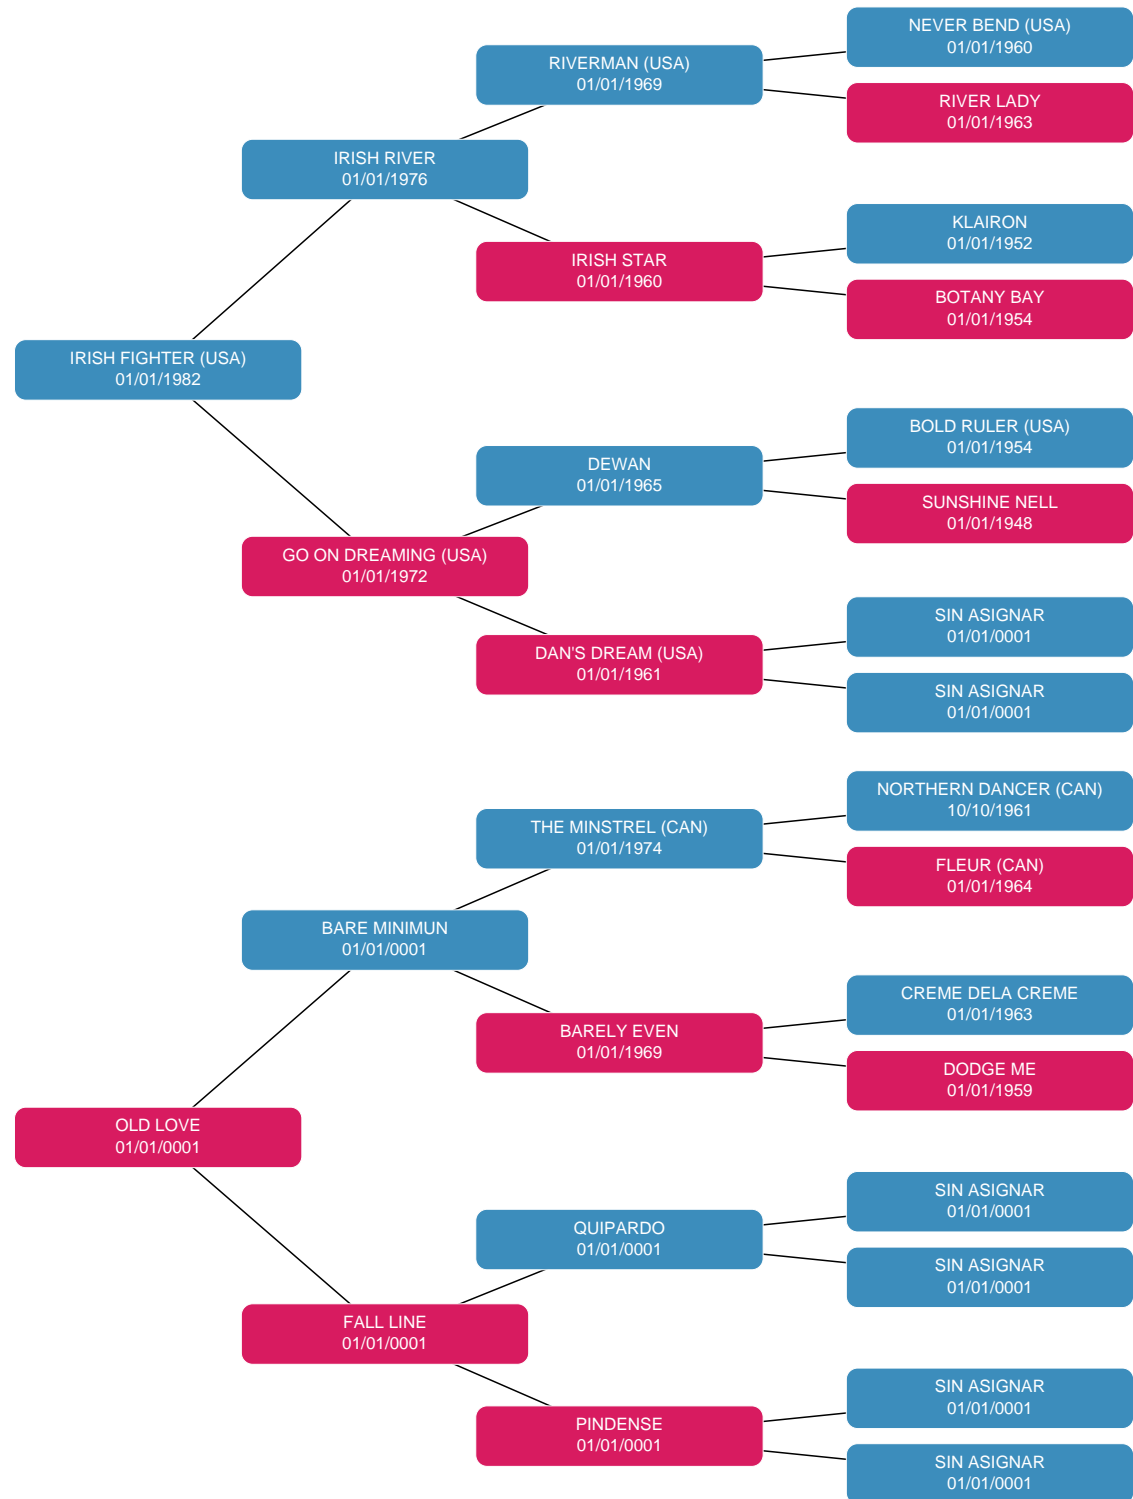 NEVER BEND (USA)
01/01/1960
RIVERMAN (USA)
01/01/1969
RIVER LADY
01/01/1963
IRISH RIVER
01/01/1976
KLAIRON
01/01/1952
IRISH STAR
01/01/1960
BOTANY BAY
01/01/1954
IRISH FIGHTER (USA)
01/01/1982
BOLD RULER (USA)
01/01/1954
DEWAN
01/01/1965
SUNSHINE NELL
01/01/1948
GO ON DREAMING (USA)
01/01/1972
SIN ASIGNAR
01/01/0001
DAN'S DREAM (USA)
01/01/1961
SIN ASIGNAR
01/01/0001
NORTHERN DANCER (CAN)
10/10/1961
THE MINSTREL (CAN)
01/01/1974
FLEUR (CAN)
01/01/1964
BARE MINIMUN
01/01/0001
CREME DELA CREME
01/01/1963
BARELY EVEN
01/01/1969
DODGE ME
01/01/1959
OLD LOVE
01/01/0001
SIN ASIGNAR
01/01/0001
QUIPARDO
01/01/0001
SIN ASIGNAR
01/01/0001
FALL LINE
01/01/0001
SIN ASIGNAR
01/01/0001
PINDENSE
01/01/0001
SIN ASIGNAR
01/01/0001